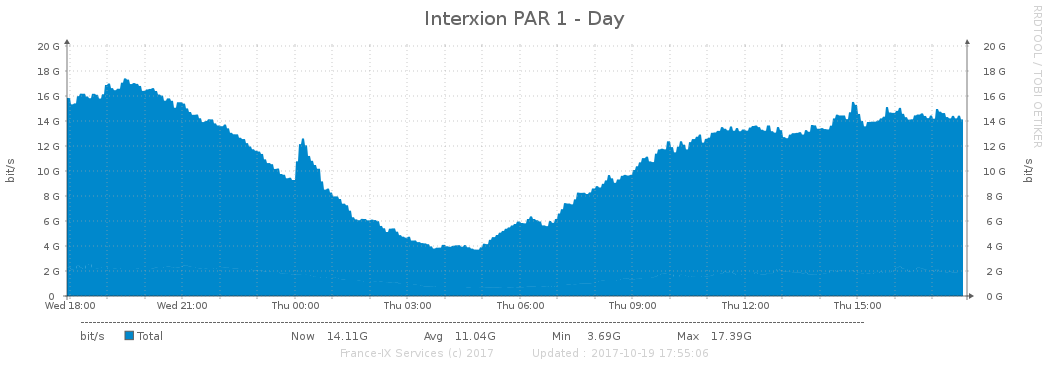 Interxion PAR 1 - Day
RRDTOOL / TOBI OETIKER
20 G 20 G
18 G 18 G
16 G 16 G
14 G 14 G
12 G 12 G
10 G 10 G
8 G 8 G
6 G 6 G
4 G 4 G
2 G 2 G
0 0 G
bit/s
bit/s
Wed 18:00 Wed 21:00 Thu 00:00 Thu 03:00 Thu 06:00 Thu 09:00 Thu 12:00 Thu 15:00
bit/s Total Now 14.11G Avg 11.04G Min 3.69G Max 17.39G
France-IX Services (c) 2017 Updated : 2017-10-19 17:55:06